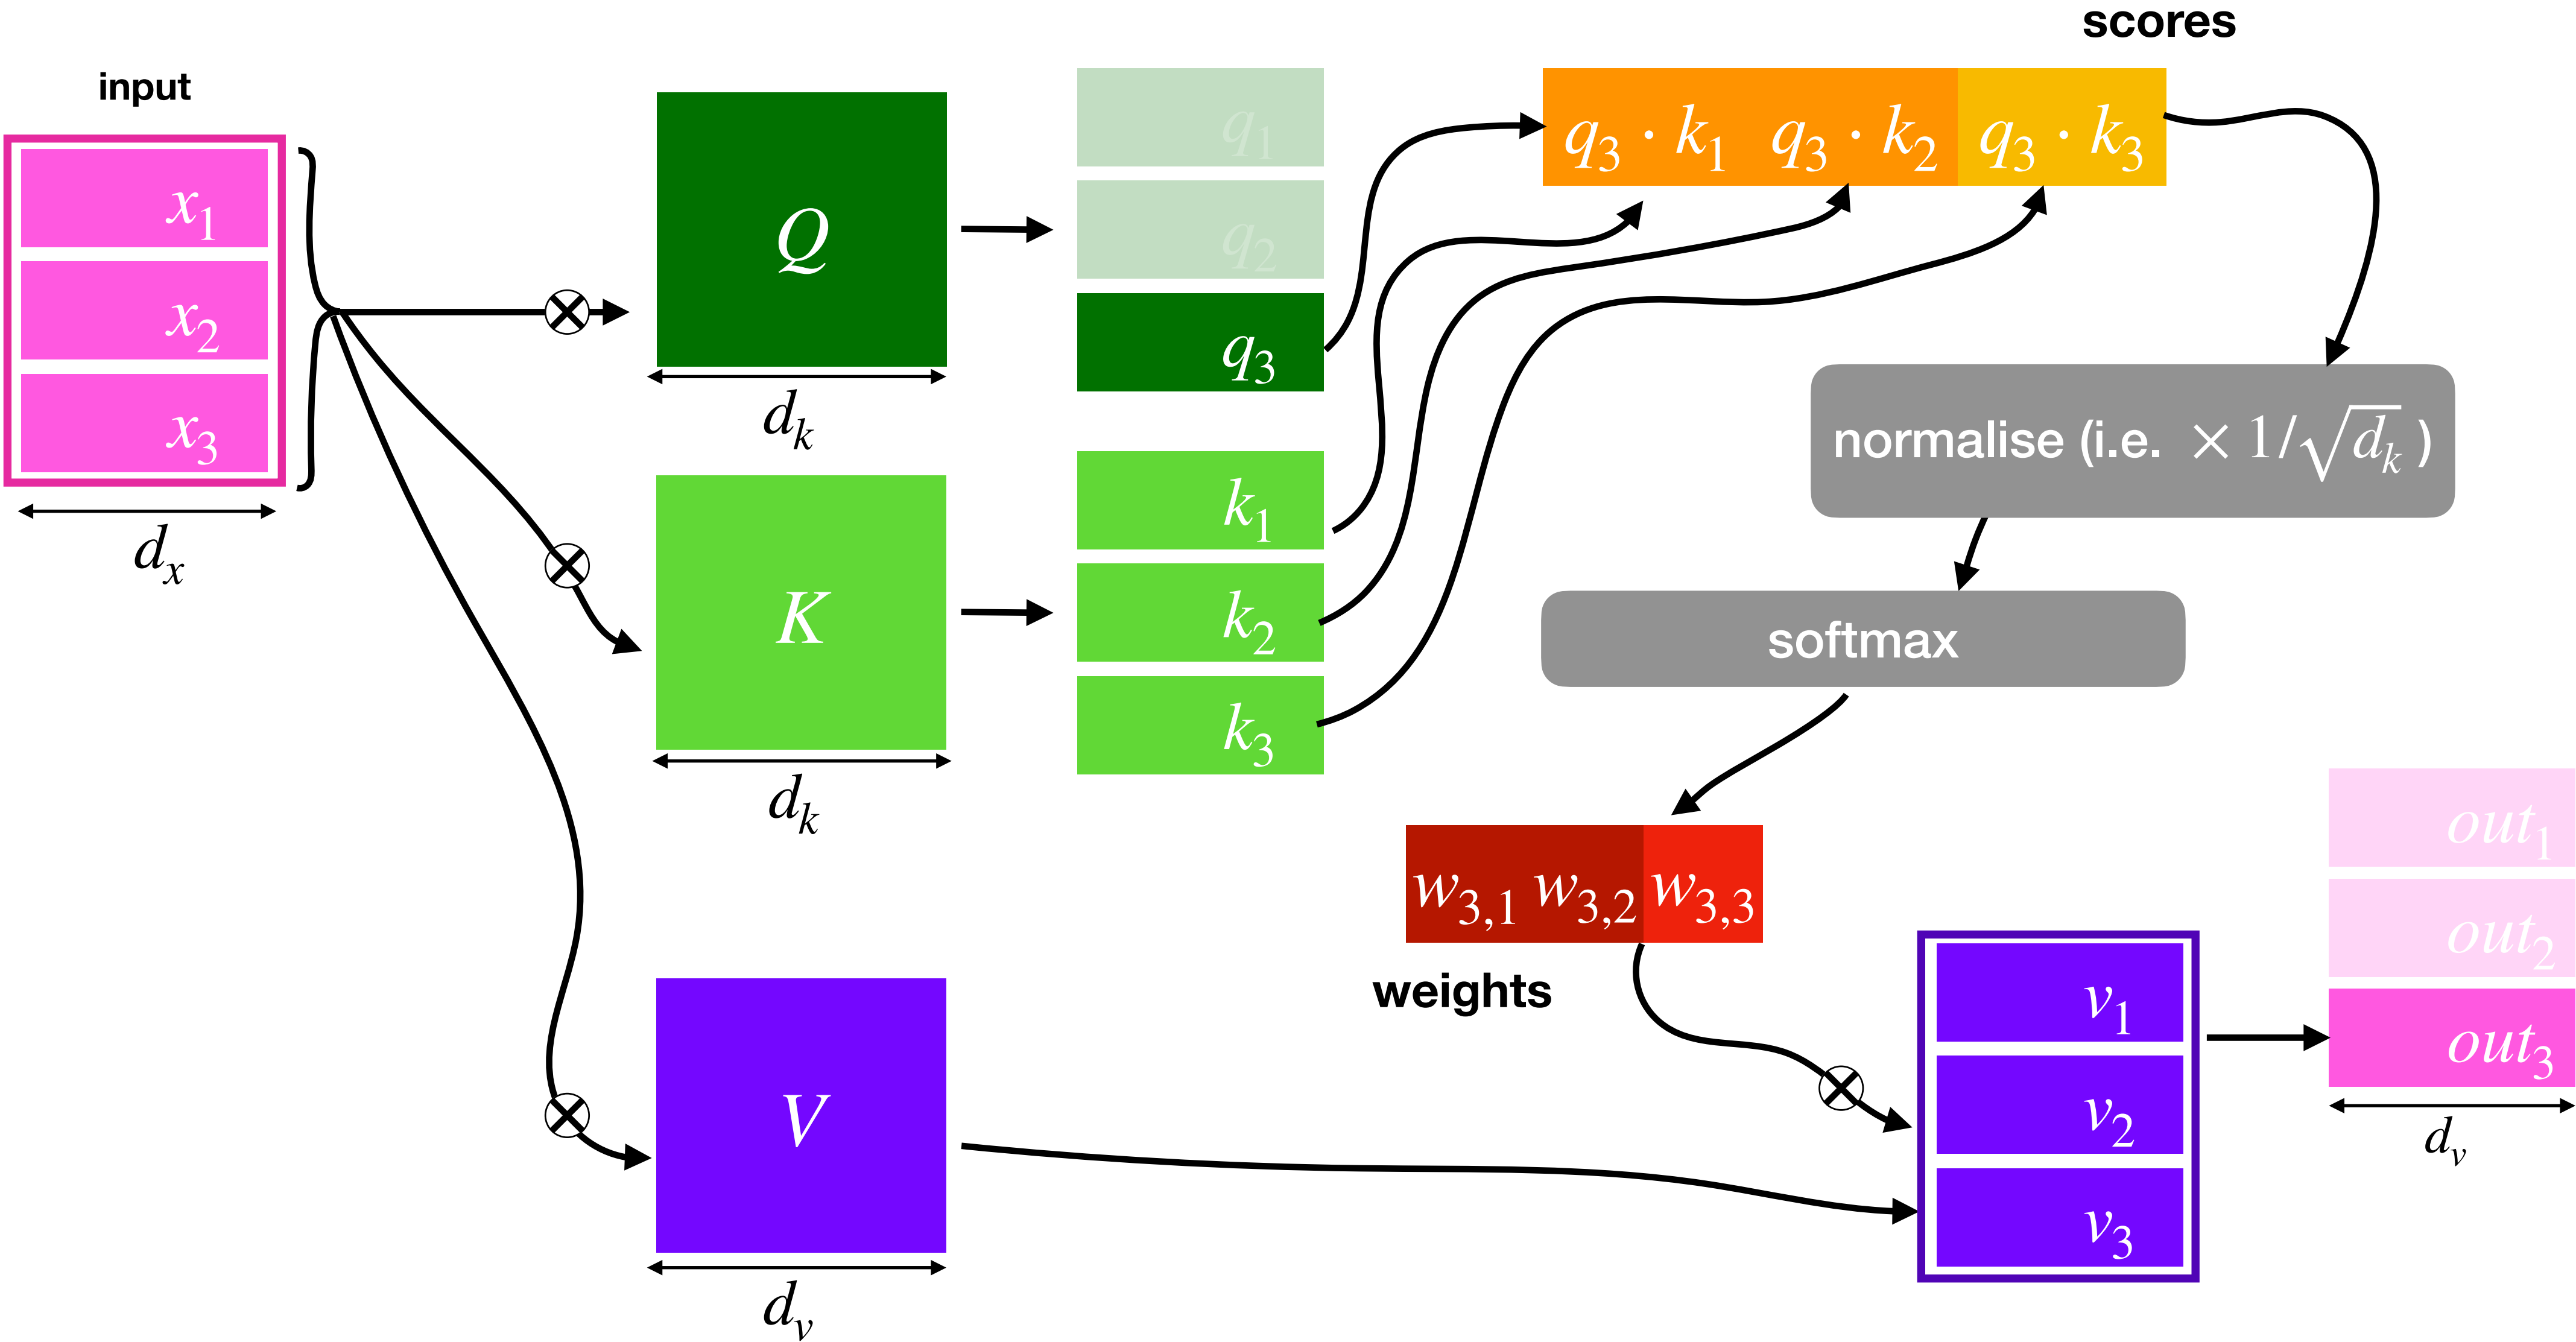 scores
input
x₁
x₂
x₃
dₓ
Q
dₖ
K
dₖ
V
dᵥ
q₁
q₂
q₃
k₁
k₂
k₃
q₃ · k₁ q₃ · k₂ q₃ · k₃
normalise (i.e. × 1/√dₖ )
softmax
w₃,₁ w₃,₂ w₃,₃
weights
v₁
v₂
v₃
out₁
out₂
out₃
dᵥ